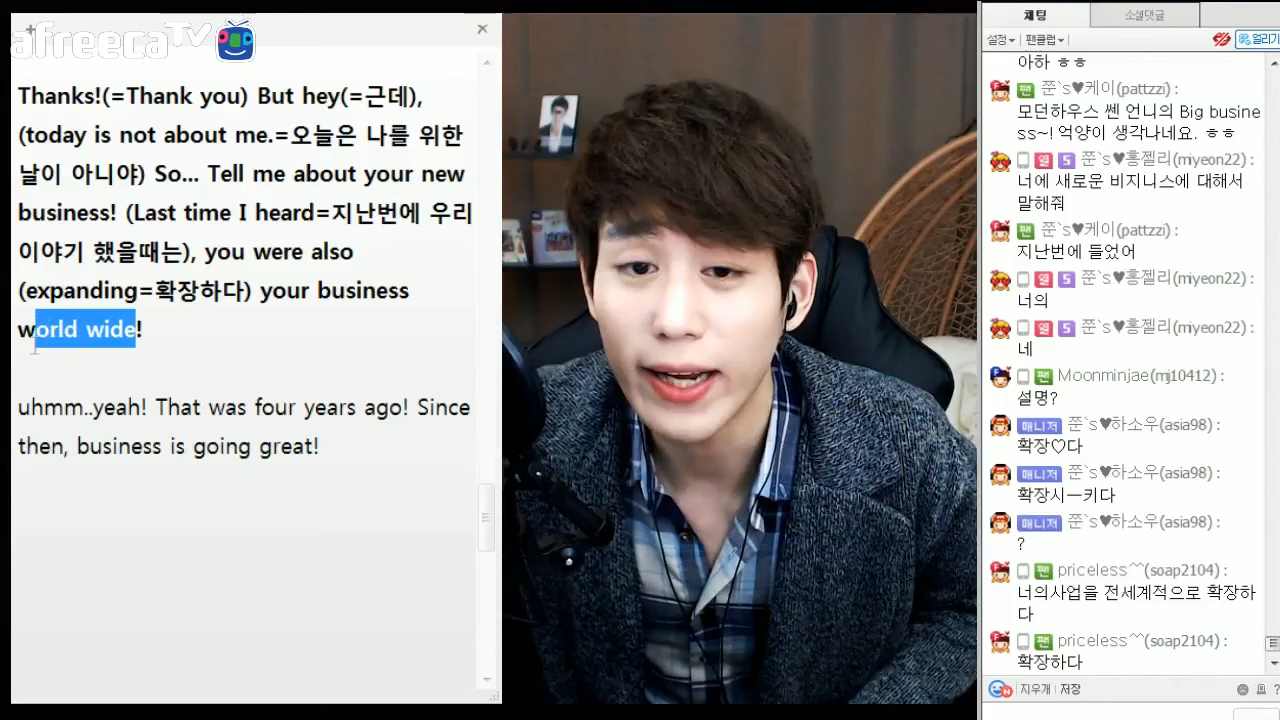 afreecaTV
Thanks!(=Thank you) But hey(=근데),
(today is not about me.=오늘은 나를 위한
날이 아니야) So... Tell me about your new
business! (Last time I heard=지난번에 우리
이야기 했을때는), you were also
(expanding=확장하다) your business
world wide!
uhmm..yeah! That was four years ago! Since
then, business is going great!
채팅
소셜댓글
설정
팬클럽
얼리기
아하 ㅎㅎ
팬 쭌`s♥케이(pattzzi) :
모던하우스 쎈 언니의 Big busine
ss~! 억양이 생각나네요. ㅎㅎ
열 5 쭌`s♥홍젤리(miyeon22) :
너에 새로운 비지니스에 대해서
말해줘
팬 쭌`s♥케이(pattzzi) :
지난번에 들었어
열 5 쭌`s♥홍젤리(miyeon22) :
너의
열 5 쭌`s♥홍젤리(miyeon22) :
네
팬 Moonminjae(mj10412) :
설명?
매니저 쭌`s♥하소우(asia98) :
확장♡다
매니저 쭌`s♥하소우(asia98) :
확장시ㅡ키다
매니저 쭌`s♥하소우(asia98) :
?
팬 priceless^^(soap2104) :
너의사업을 전세계적으로 확장하
다
팬 priceless^^(soap2104) :
확장하다
지우개
저장